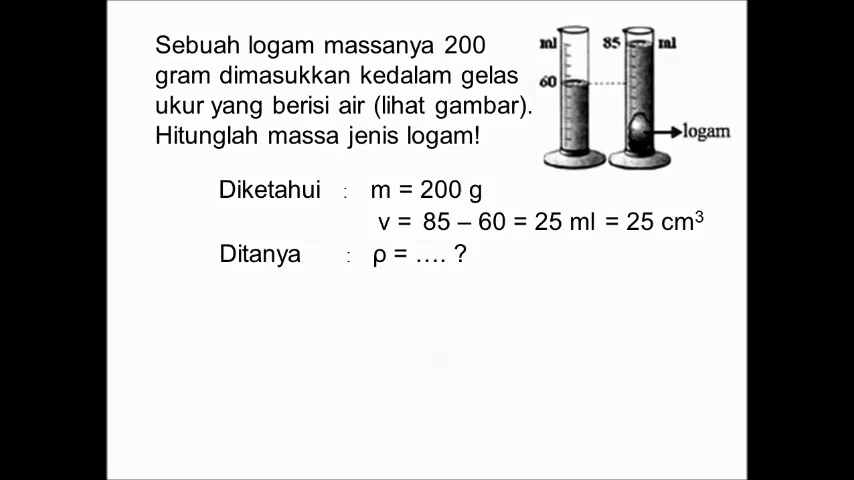 Sebuah logam massanya 200
gram dimasukkan kedalam gelas
ukur yang berisi air (lihat gambar).
Hitunglah massa jenis logam!
ml 85 ml
60
logam
Diketahui : m = 200 g
v = 85 – 60 = 25 ml = 25 cm³
Ditanya : ρ = .... ?